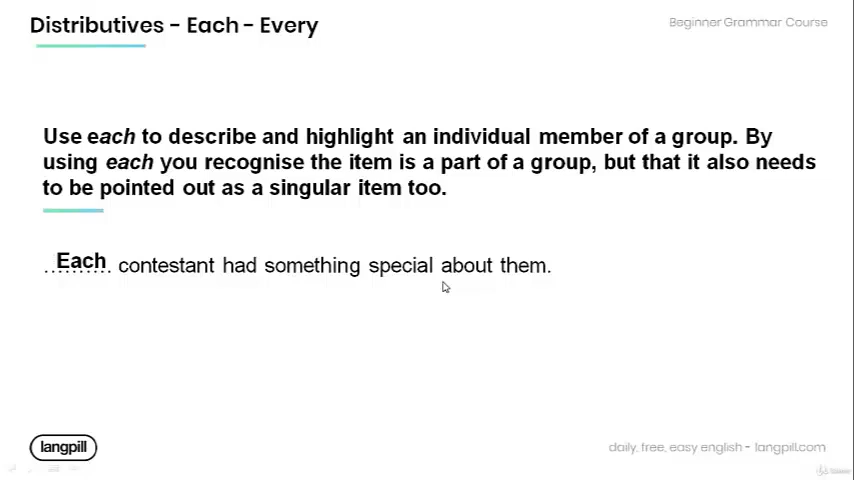 Distributives - Each - Every
Beginner Grammar Course
Use each to describe and highlight an individual member of a group. By
using each you recognise the item is a part of a group, but that it also needs
to be pointed out as a singular item too.
..Each.. contestant had something special about them.
langpill
daily, free, easy english - langpill.com